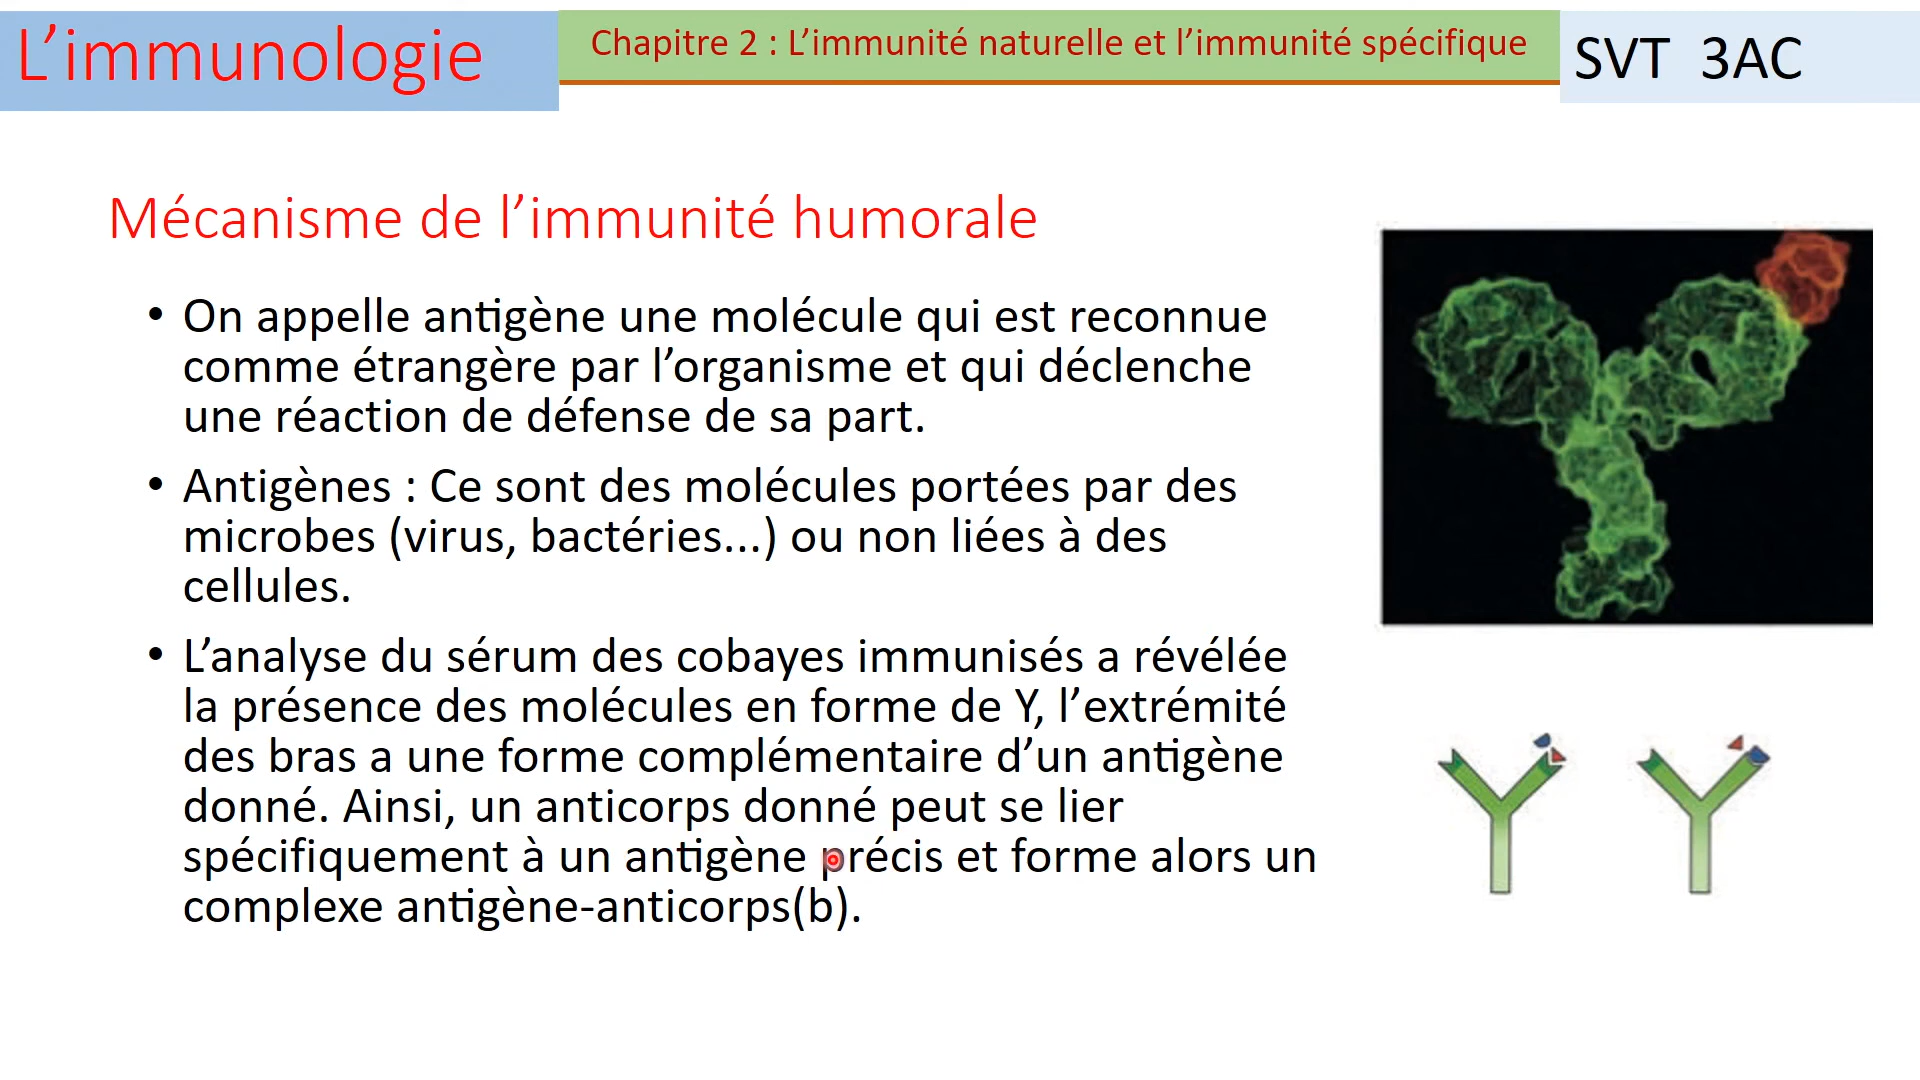 L’immunologie
Chapitre 2 : L’immunité naturelle et l’immunité spécifique
SVT 3AC
Mécanisme de l’immunité humorale
• On appelle antigène une molécule qui est reconnue
comme étrangère par l’organisme et qui déclenche
une réaction de défense de sa part.
• Antigènes : Ce sont des molécules portées par des
microbes (virus, bactéries...) ou non liées à des
cellules.
• L’analyse du sérum des cobayes immunisés a révélée
la présence des molécules en forme de Y, l’extrémité
des bras a une forme complémentaire d’un antigène
donné. Ainsi, un anticorps donné peut se lier
spécifiquement à un antigène précis et forme alors un
complexe antigène-anticorps(b).